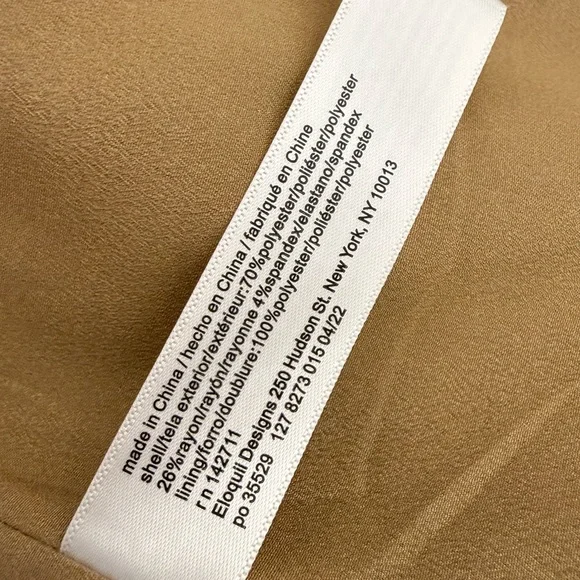 made in China / hecho en China / fabriqué en Chine
shell/tela exterior/extérieur:70%polyester/poliéster/polyester
26%rayon/rayón/rayonne 4%spandex/elastano/spandex
lining/forro/doublure:100%polyester/poliéster/polyester
r n 142711
Eloquii Designs 250 Hudson St. New York, NY 10013
po 35529 127 8273 015 04/22